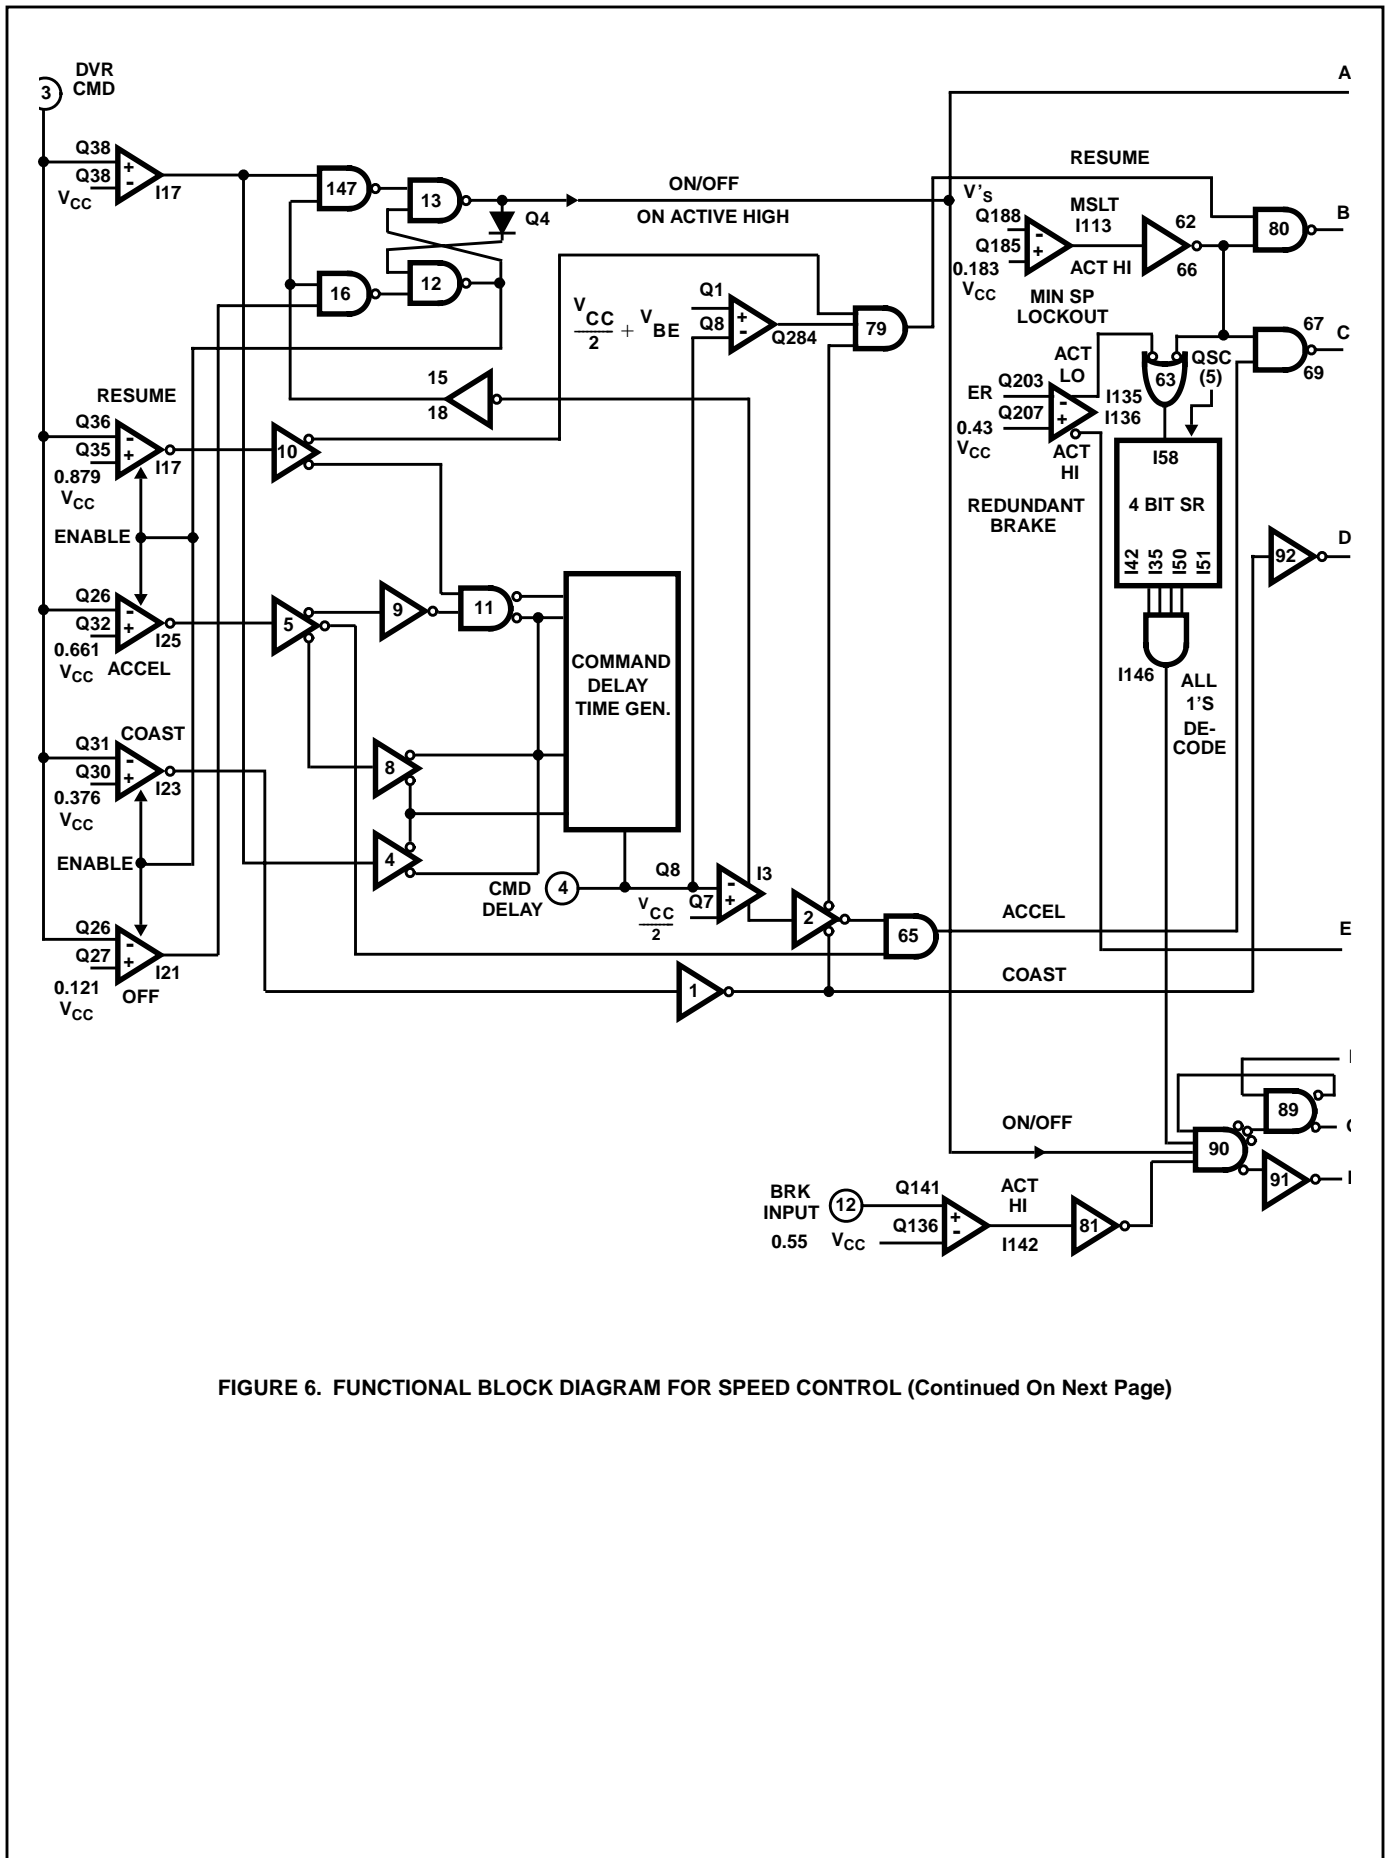 DVR
CMD
3
A
Q38
Q38
VCC
+
-
I17
147
13
Q4
ON/OFF
ON ACTIVE HIGH
16
12
RESUME
V'S
Q188
Q185
0.183
VCC
-
+
MSLT
I113
ACT HI
62
66
MIN SP
LOCKOUT
80
B
VCC
2
+ VBE
Q1
Q8
+
-
Q284
79
67
C
69
ACT
LO
Q203
ER
Q207
0.43
VCC
-
+
I135
I136
ACT
HI
63
QSC
(5)
REDUNDANT
BRAKE
I58
4 BIT SR
I42
I35
I50
I51
I146
ALL
1'S
DE-
CODE
92
D
15
18
RESUME
Q36
Q35
0.879
VCC
-
+
I17
10
ENABLE
Q26
Q32
0.661
VCC
-
+
I25
ACCEL
5
9
11
COMMAND
DELAY
TIME GEN.
COAST
Q31
Q30
0.376
VCC
-
+
I23
8
ENABLE
4
CMD
DELAY
4
Q8
VCC
2
Q7
-
+
I3
2
65
ACCEL
E
Q26
Q27
0.121
VCC
-
+
I21
OFF
1
COAST
89
ON/OFF
90
91
BRK
INPUT
12
0.55
VCC
Q141
Q136
+
-
ACT
HI
I142
81
FIGURE 6. FUNCTIONAL BLOCK DIAGRAM FOR SPEED CONTROL (Continued On Next Page)